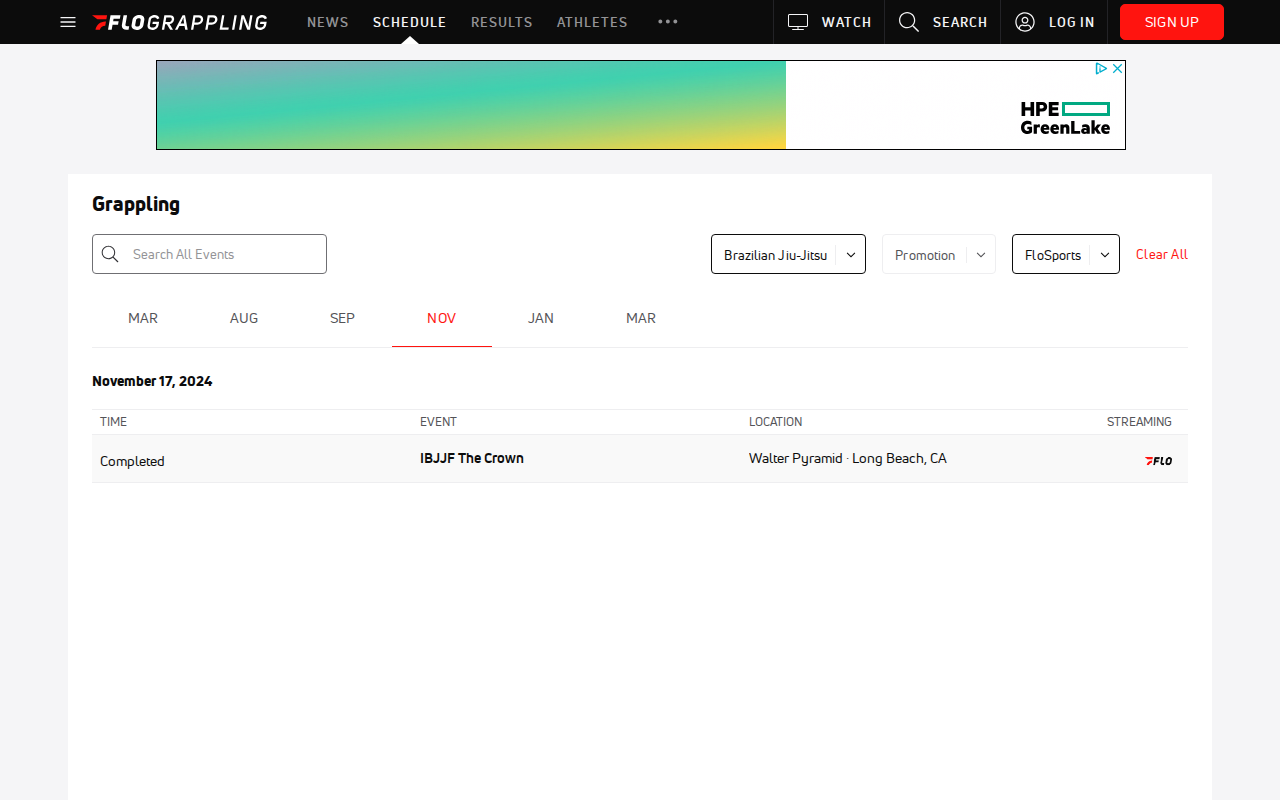 FLOGRAPPLING NEWS SCHEDULE RESULTS ATHLETES WATCH SEARCH LOG IN SIGN UP
HPE
GreenLake
Grappling
Search All Events Brazilian Jiu-Jitsu Promotion FloSports Clear All
MAR AUG SEP NOV JAN MAR
November 17, 2024
TIME EVENT LOCATION STREAMING
Completed IBJJF The Crown Walter Pyramid · Long Beach, CA FLO